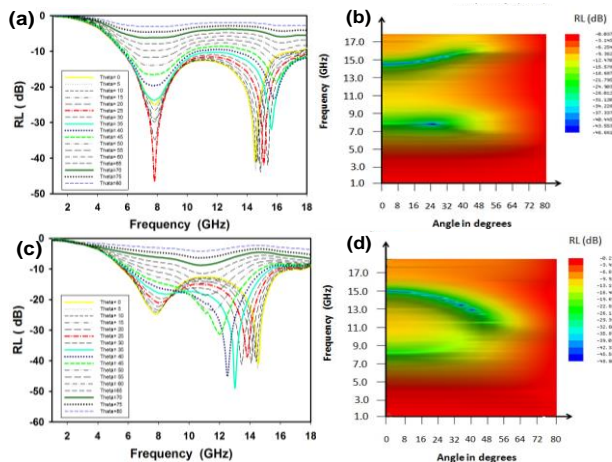 (a)
0
-10
-20
-30
-40
-50
RL (dB)
Theta= 0
Theta= 5
Theta= 10
Theta= 15
Theta= 20
Theta= 25
Theta= 30
Theta= 35
Theta= 40
Theta= 45
Theta= 50
Theta= 55
Theta= 60
Theta=65
Theta=70
Theta=75
Theta=80
2 4 6 8 10 12 14 16 18
Frequency (GHz)
(b)
RL (dB)
Frequency (GHz)
17.0
15.0
13.0
11.0
9.0
7.0
5.0
3.0
1.0
0 8 16 24 32 40 48 56 64 72 80
Angle in degrees
(c)
0
-10
-20
-30
-40
-50
-60
RL ( dB)
Theta= 0
Theta= 5
Theta= 10
Theta= 15
Theta= 20
Theta= 25
Theta= 30
Theta= 35
Theta= 40
Theta= 45
Theta= 50
Theta= 55
Theta= 60
Theta=65
Theta=70
Theta=75
Theta=80
2 4 6 8 10 12 14 16 18
Frequency (GHz)
(d)
RL (dB)
Frequency (GHz)
17.0
15.0
13.0
11.0
9.0
7.0
5.0
3.0
1.0
0 8 16 24 32 40 48 56 64 72 80
Angle in degrees